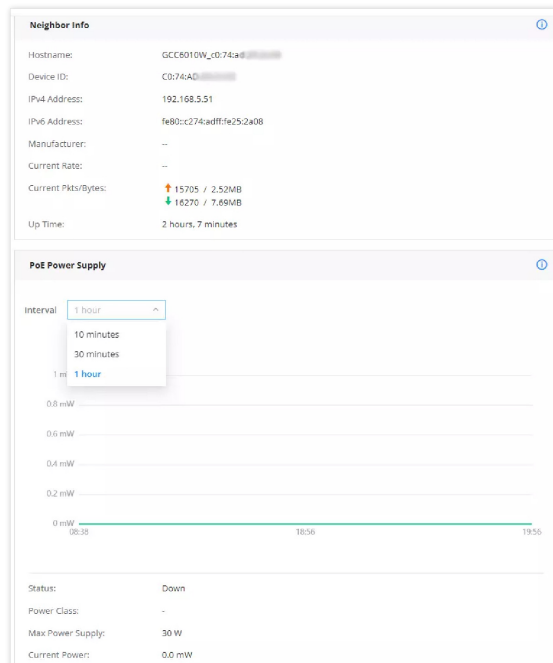 Neighbor Info
Hostname: GCC6010W_c0:74:ad
Device ID: C0:74:AD
IPv4 Address: 192.168.5.51
IPv6 Address: fe80::c274:adff:fe25:2a08
Manufacturer: --
Current Rate: --
Current Pkts/Bytes: 15705 / 2.52MB
16270 / 7.69MB
Up Time: 2 hours, 7 minutes
PoE Power Supply
Interval 1 hour
10 minutes
30 minutes
1 hour
1 m
0.8 mW
0.6 mW
0.4 mW
0.2 mW
0 mW
08:38 18:56 19:56
Status: Down
Power Class: -
Max Power Supply: 30 W
Current Power: 0.0 mW